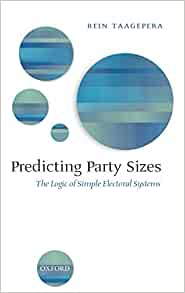 REIN TAAGEPERA
Predicting Party Sizes
The Logic of Simple Electoral Systems
OXFORD